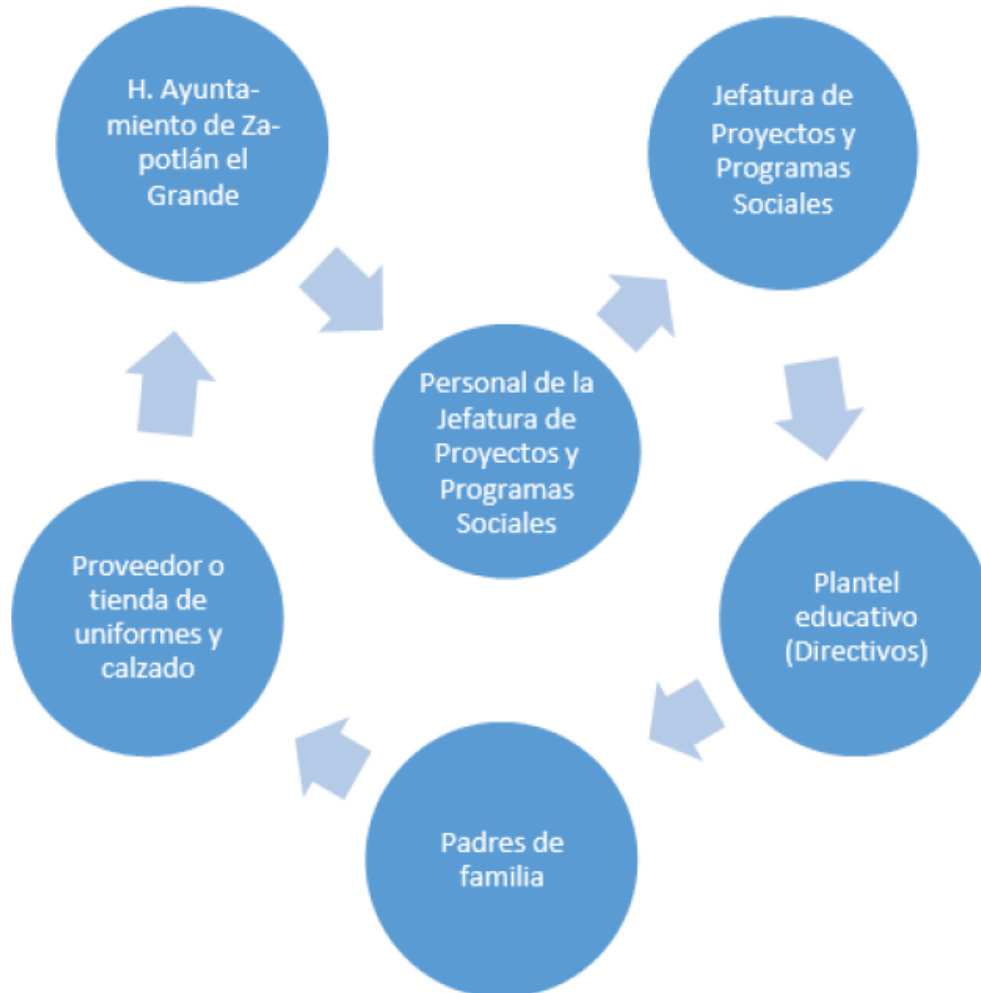 H. Ayunta-
miento de Za-
potlán el
Grande
Jefatura de
Proyectos y
Programas
Sociales
Personal de la
Jefatura de
Proyectos y
Programas
Sociales
Proveedor o
tienda de
uniformes y
calzado
Plantel
educativo
(Directivos)
Padres de
familia